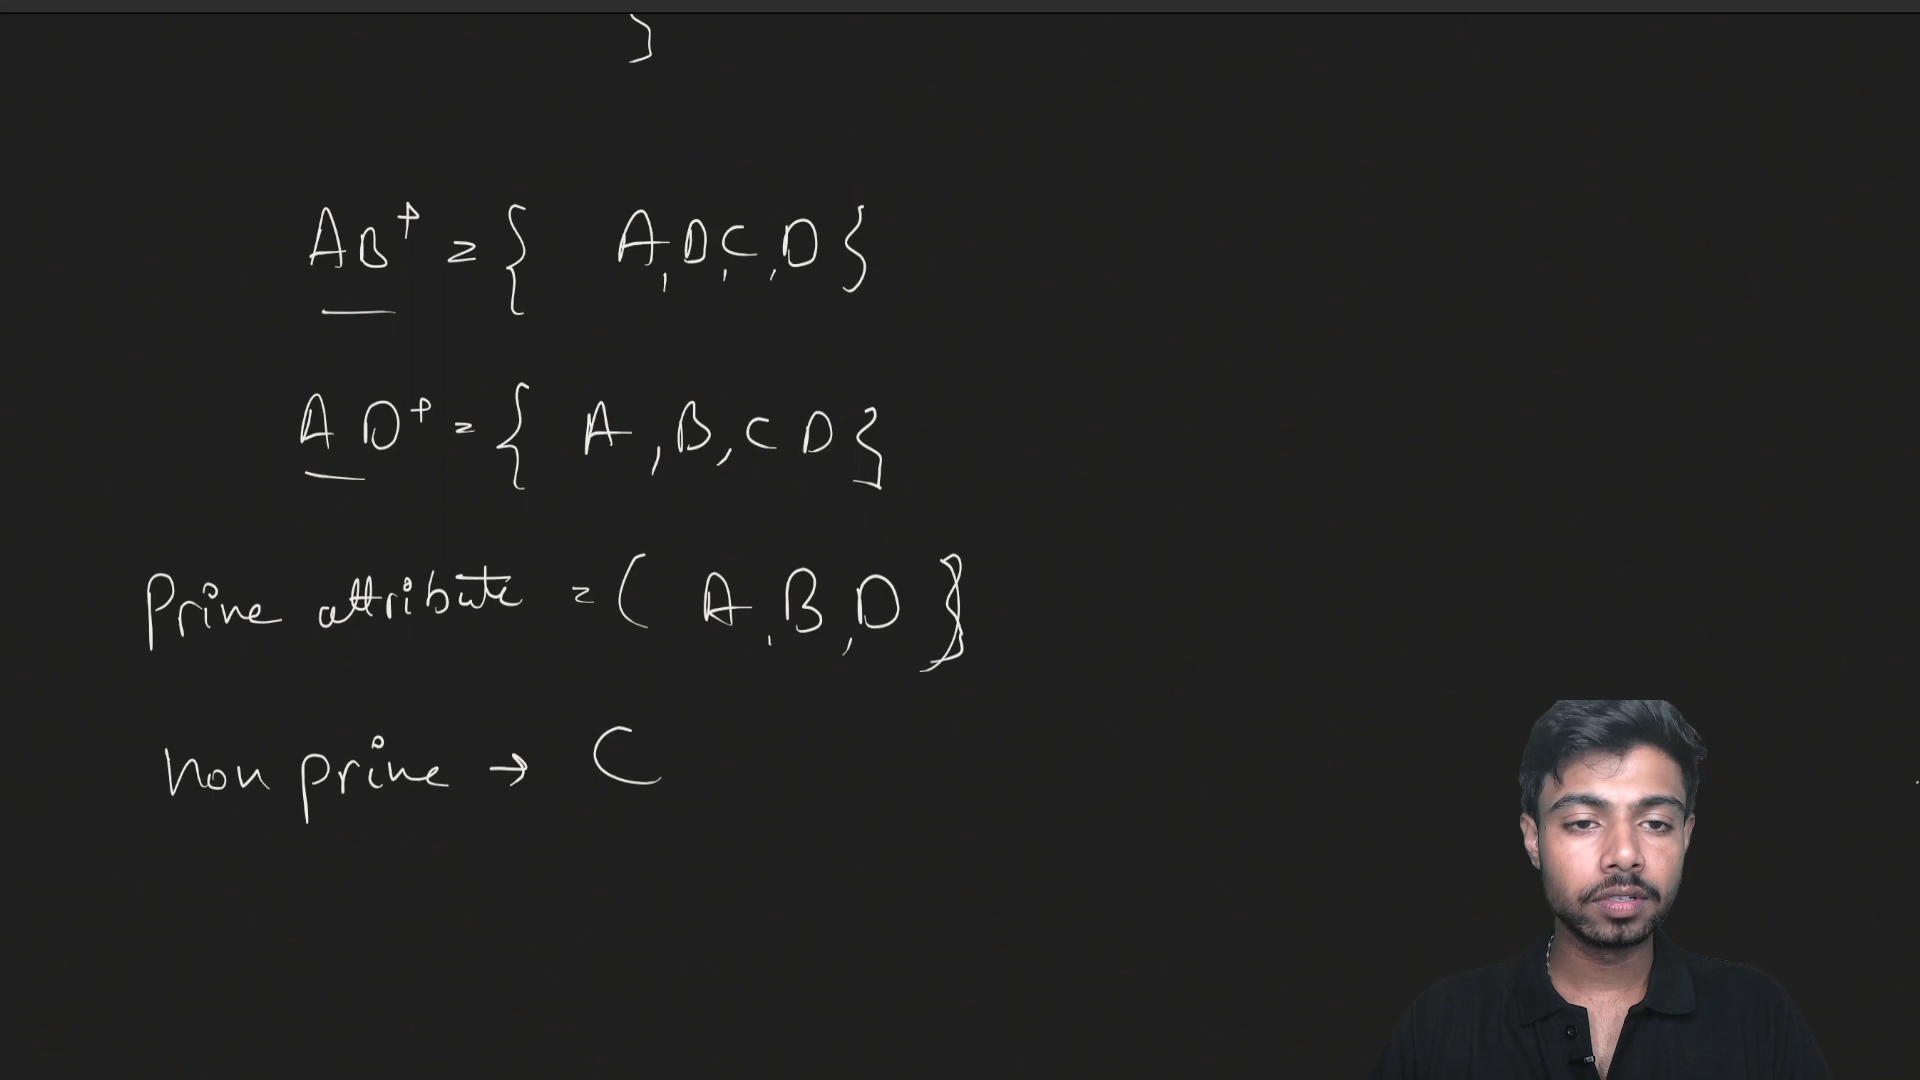 }
AB⁺ = { A, B, C, D }
AD⁺ = { A, B, C D }
Prime attribute = ( A, B, D }
non prime → C